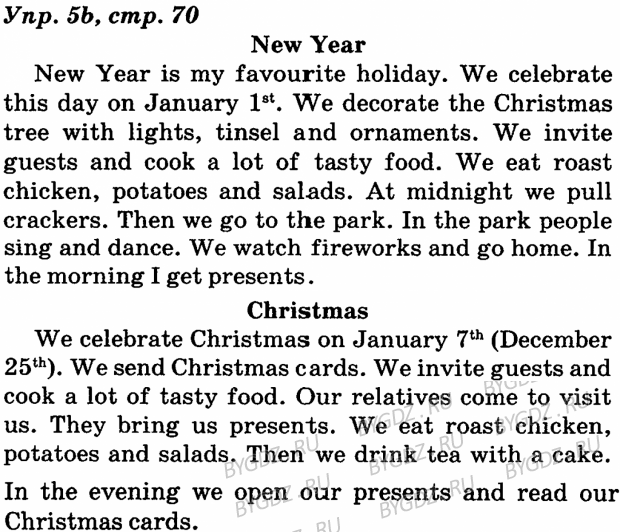 Упр. 5b, стр. 70
New Year
New Year is my favourite holiday. We celebrate
this day on January 1st. We decorate the Christmas
tree with lights, tinsel and ornaments. We invite
guests and cook a lot of tasty food. We eat roast
chicken, potatoes and salads. At midnight we pull
crackers. Then we go to the park. In the park people
sing and dance. We watch fireworks and go home. In
the morning I get presents.
Christmas
We celebrate Christmas on January 7th (December
25th). We send Christmas cards. We invite guests and
cook a lot of tasty food. Our relatives come to visit
us. They bring us presents. We eat roast chicken,
potatoes and salads. Then we drink tea with a cake.
In the evening we open our presents and read our
Christmas cards.
BYGDZ.RU
BYGDZ.RU
BYGDZ.RU
BYGDZ.RU
BYGDZ.RU
BYGDZ.RU
BYGDZ.RU